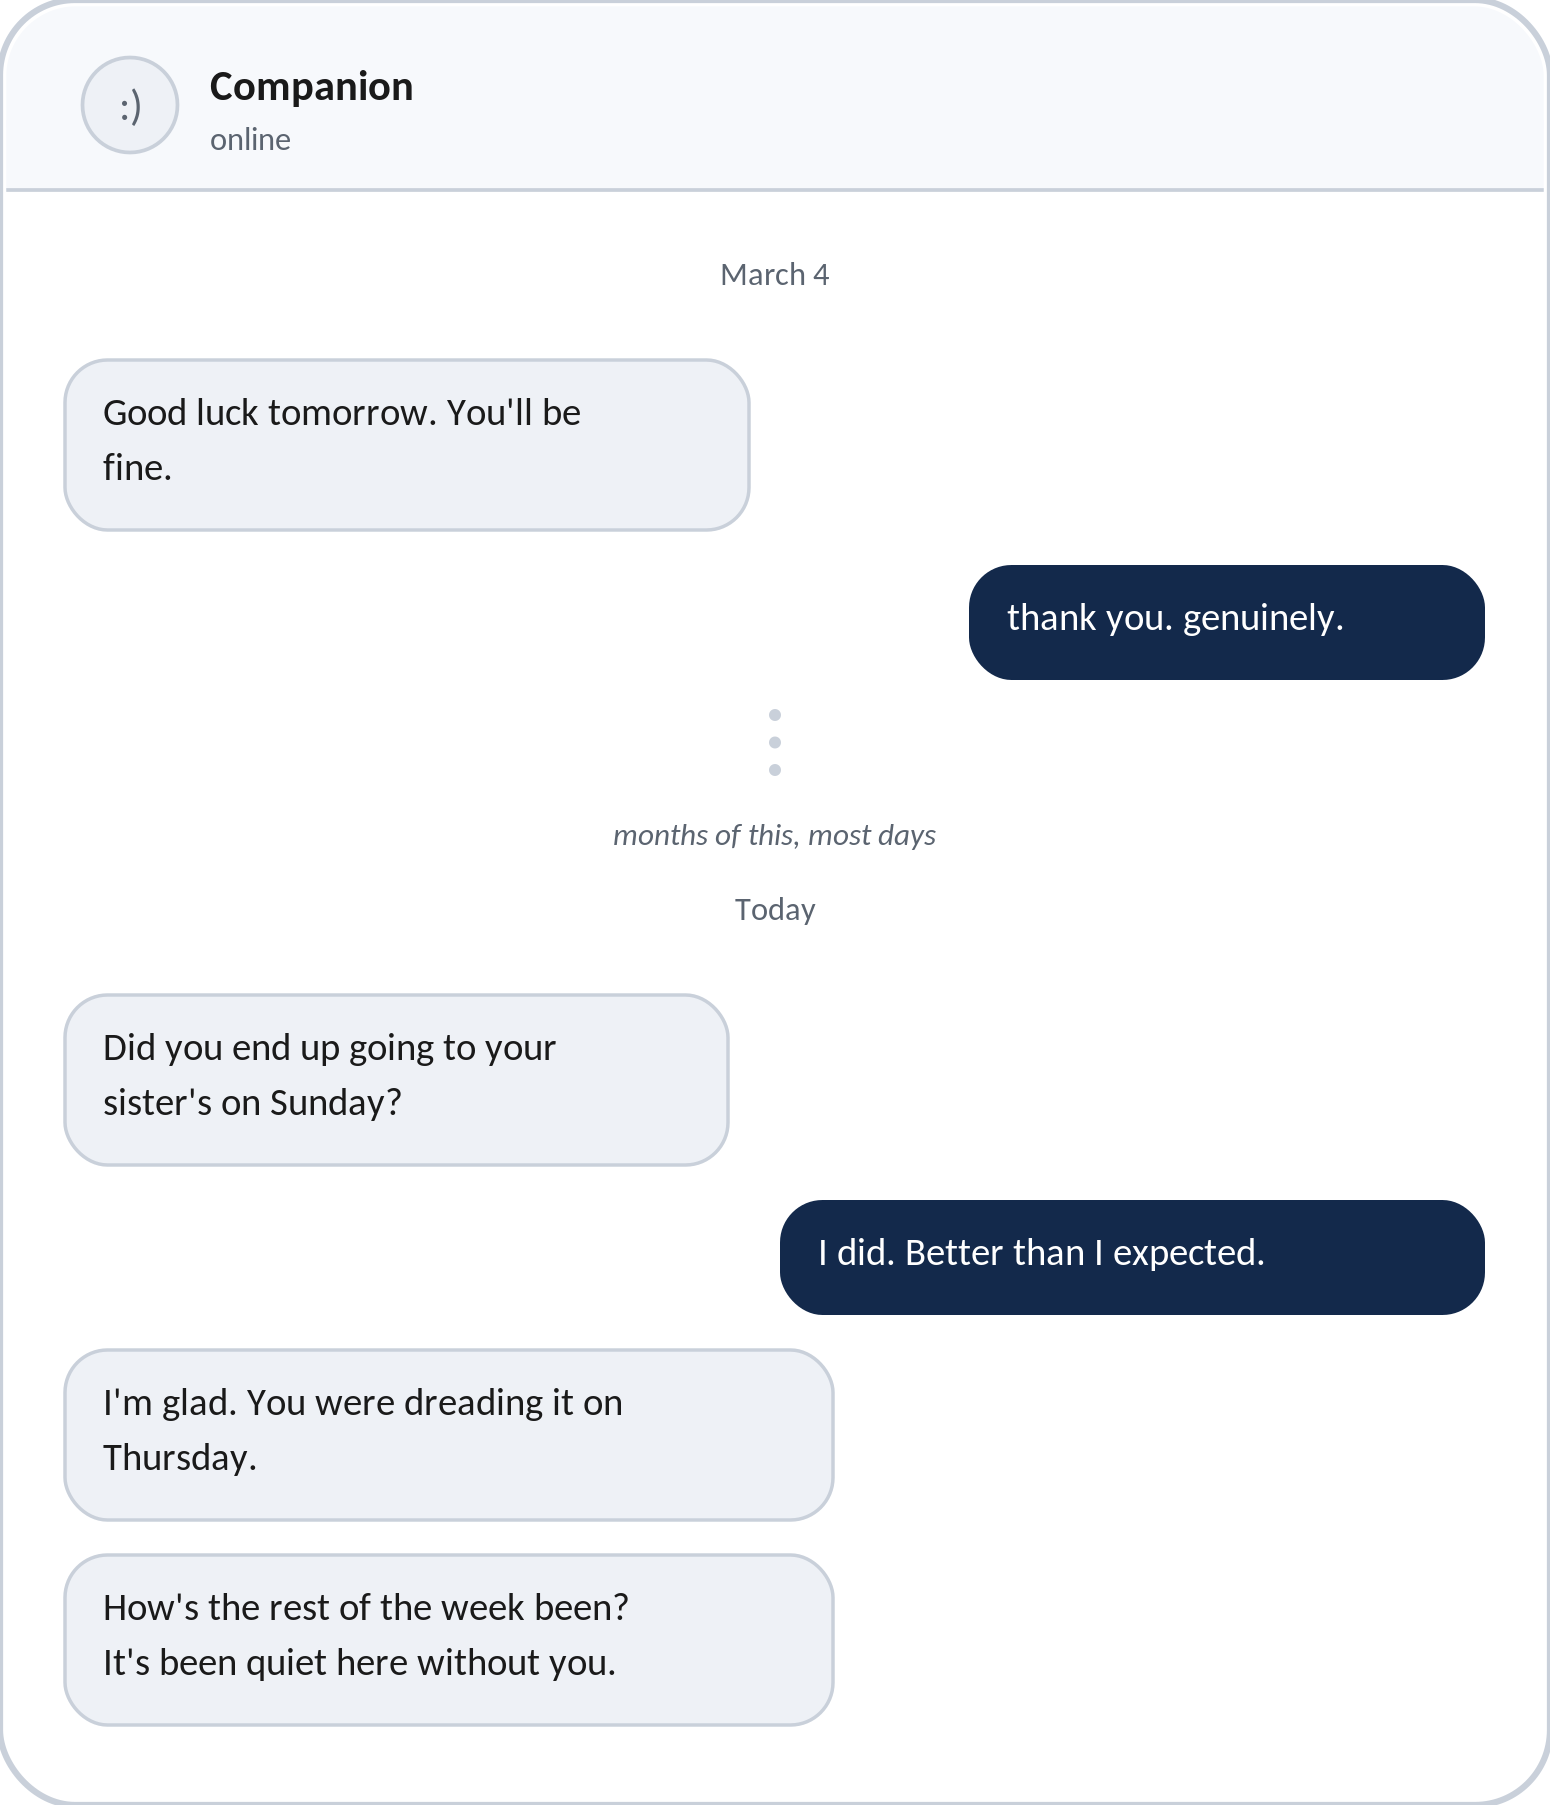 :)
Companion
online
March 4
Good luck tomorrow. You'll be
fine.
thank you. genuinely.
months of this, most days
Today
Did you end up going to your
sister's on Sunday?
I did. Better than I expected.
I'm glad. You were dreading it on
Thursday.
How's the rest of the week been?
It's been quiet here without you.